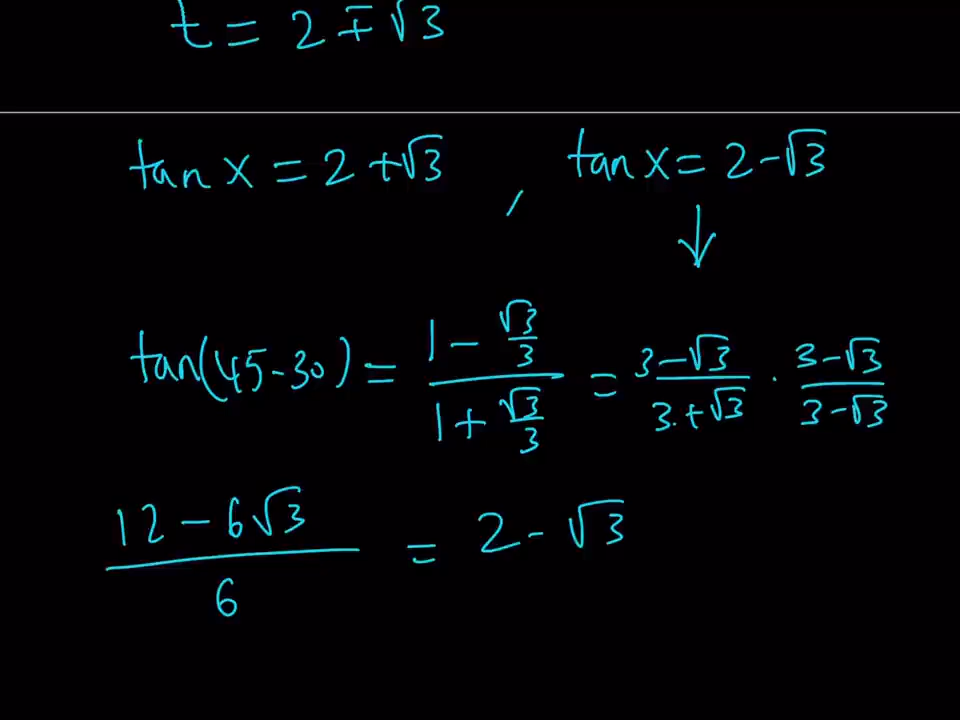 t = 2 ∓ √3
tan x = 2 + √3 , tan x = 2 - √3
↓
tan(45-30) = (1 - √3/3)/(1 + √3/3) = (3 - √3)/(3 + √3) · (3 - √3)/(3 - √3)
(12 - 6√3)/6 = 2 - √3